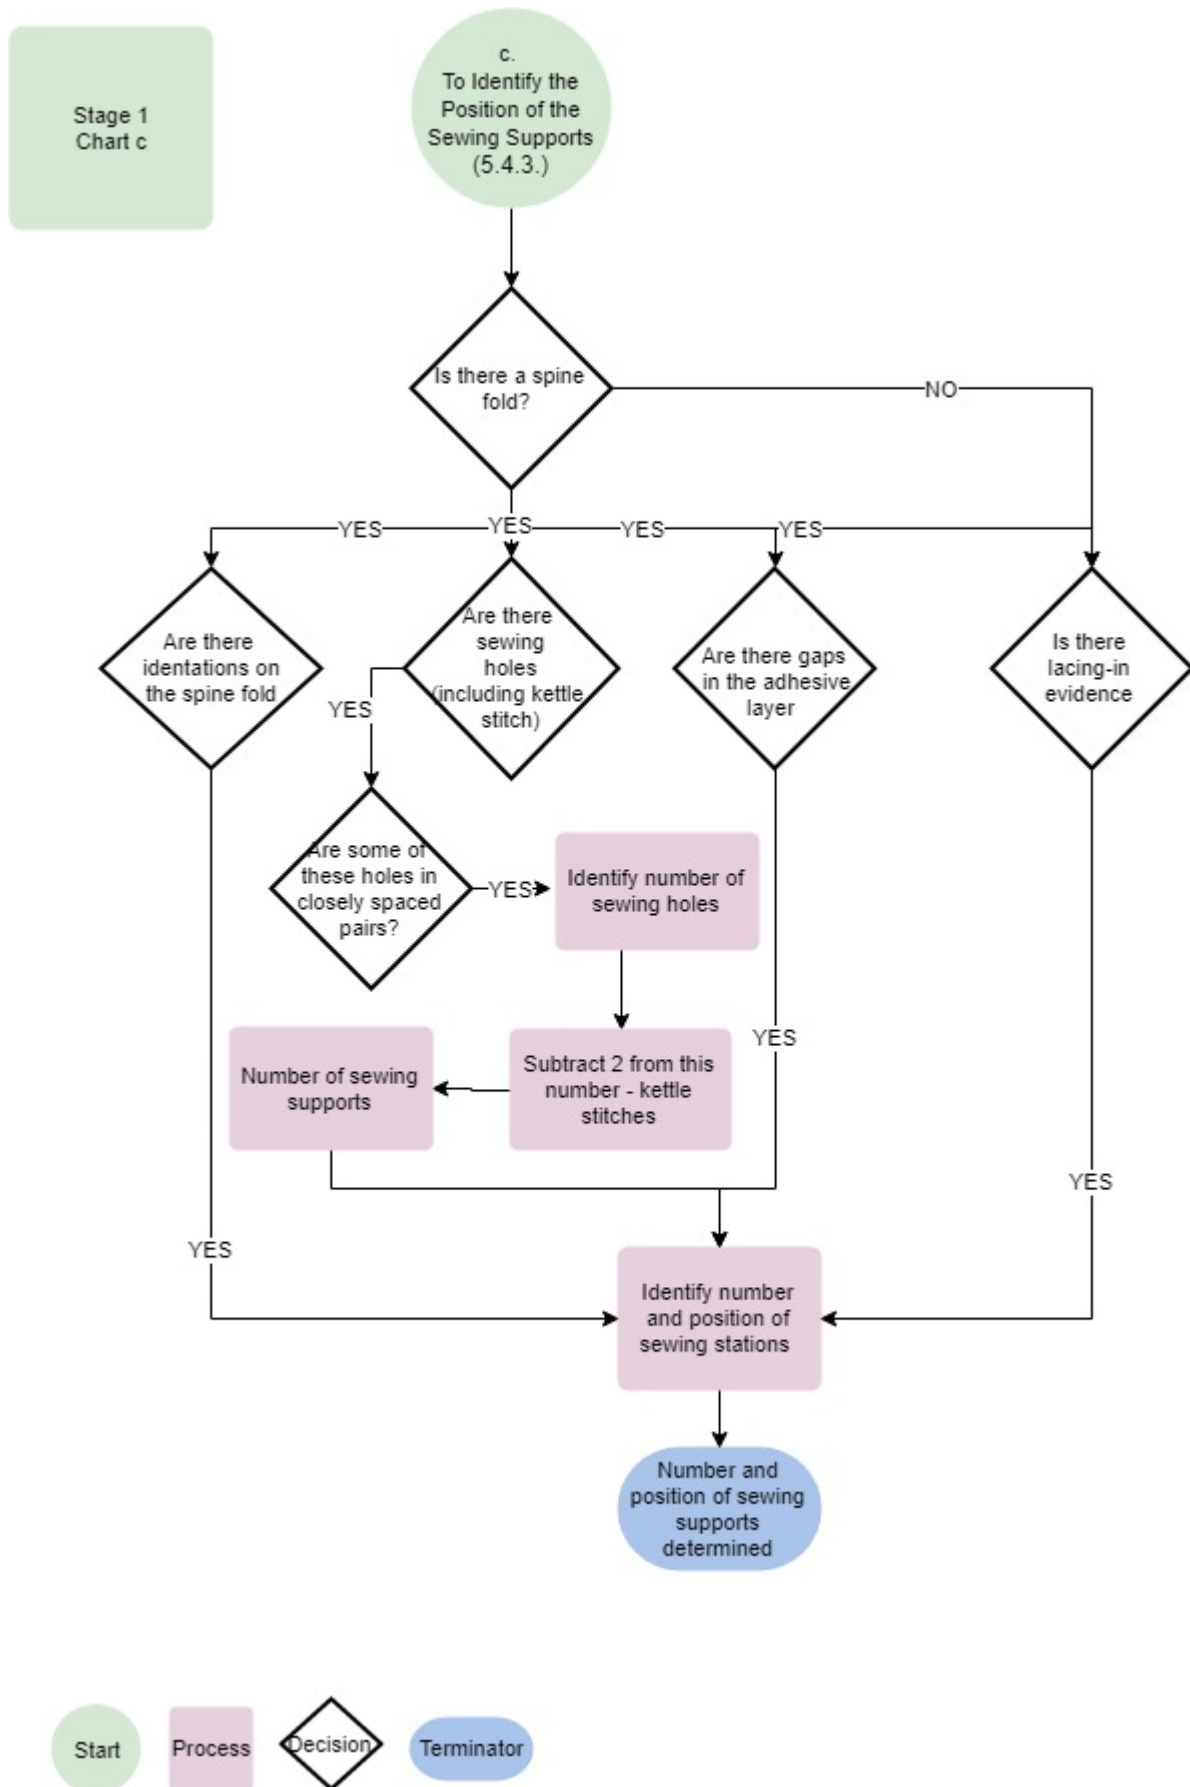 Stage 1
Chart c
c.
To Identify the
Position of the
Sewing Supports
(5.4.3.)
Is there a spine
fold?
NO
YES
YES
YES
YES
Are there
identations on
the spine fold
Are there
sewing
holes
(including kettle
stitch)
Are there gaps
in the adhesive
layer
Is there
lacing-in
evidence
YES
Are some of
these holes in
closely spaced
pairs?
YES
Identify number of
sewing holes
Subtract 2 from this
number - kettle
stitches
Number of sewing
supports
YES
YES
YES
Identify number
and position of
sewing stations
Number and
position of sewing
supports
determined
Start
Process
Decision
Terminator